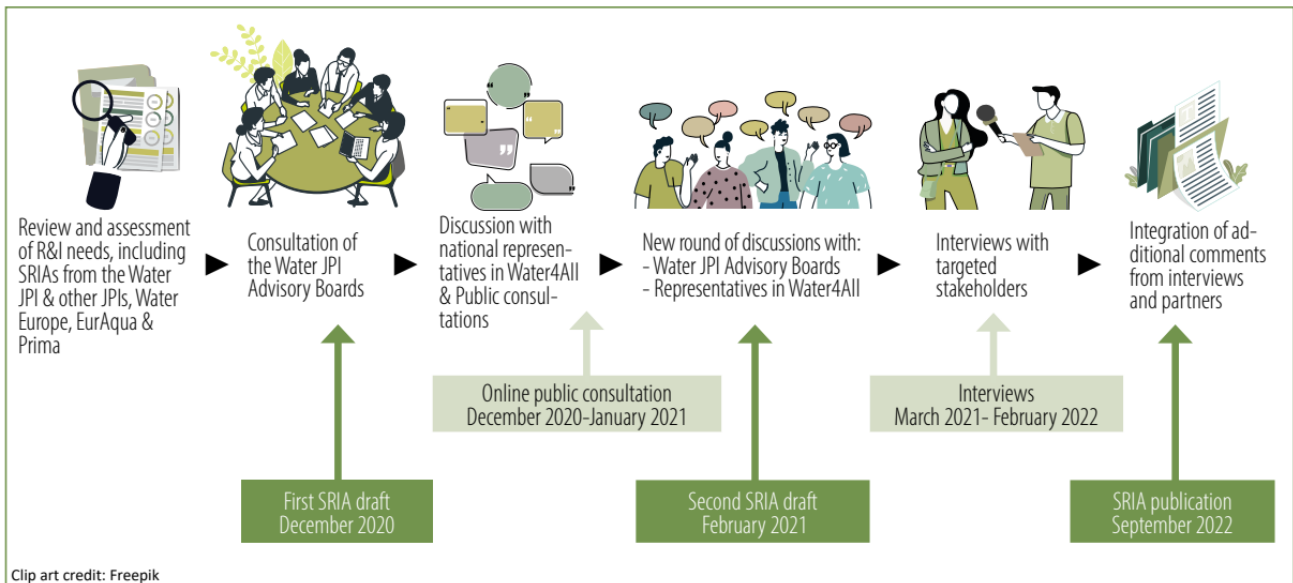 Review and assessment
of R&I needs, including
SRIAs from the Water
JPI & other JPIs, Water
Europe, EurAqua &
Prima
Consultation of
the Water JPI
Advisory Boards
Discussion with
national represen-
tatives in Water4All
& Public consul-
tations
New round of discussions with:
- Water JPI Advisory Boards
- Representatives in Water4All
Interviews with
targeted
stakeholders
Integration of ad-
ditional comments
from interviews
and partners
Online public consultation
December 2020-January 2021
Interviews
March 2021- February 2022
First SRIA draft
December 2020
Second SRIA draft
February 2021
SRIA publication
September 2022
Clip art credit: Freepik